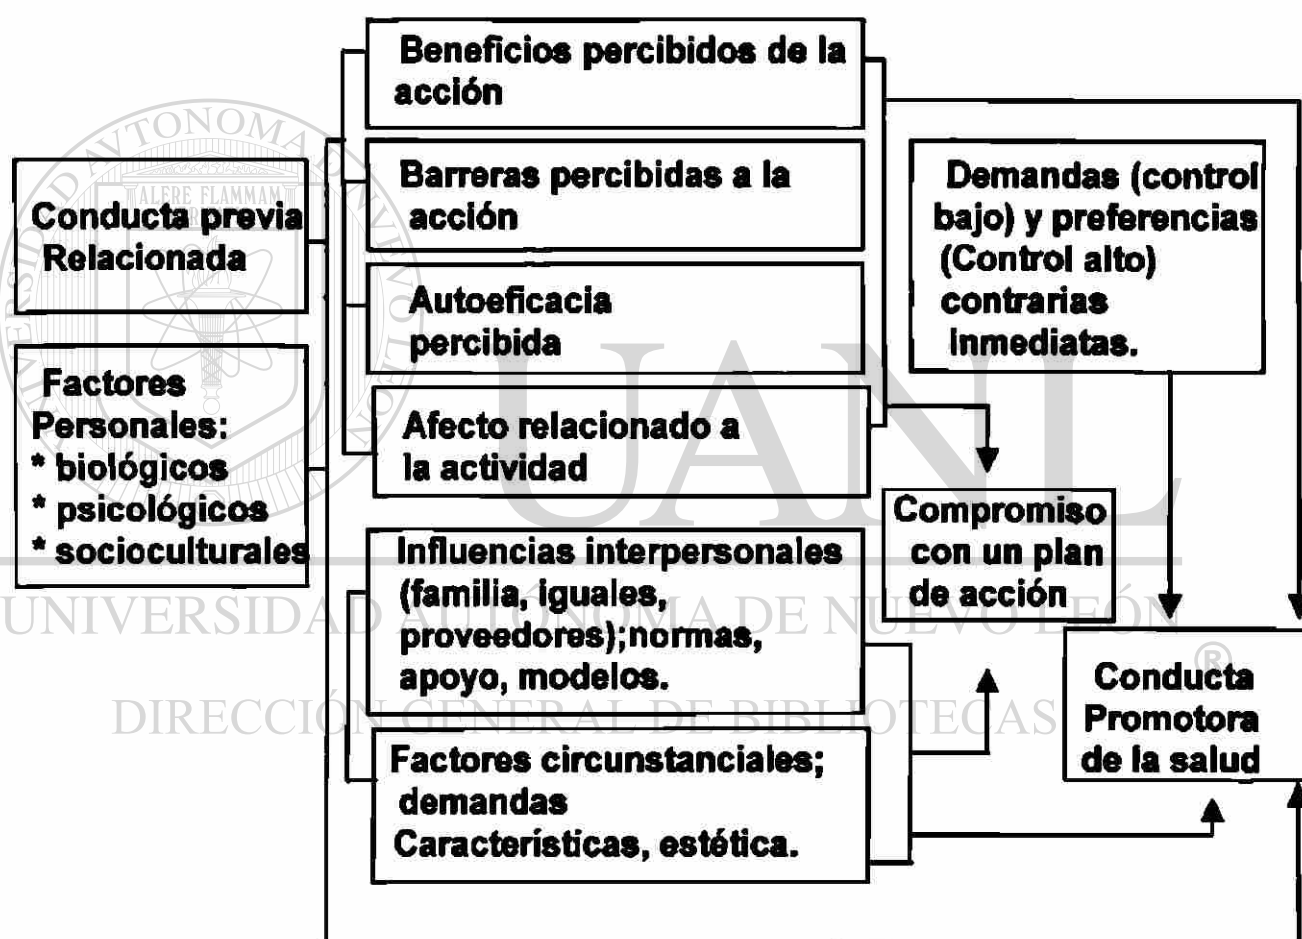 Beneficios percibidos de la
acción
Barreras percibidas a la
acción
Autoeficacia
percibida
Afecto relacionado a
la actividad
Conducta previa
Relacionada
Factores
Personales:
* biológicos
* psicológicos
* socioculturales
Influencias interpersonales
(familia, iguales,
proveedores);normas,
apoyo, modelos.
Factores circunstanciales;
demandas
Características, estética.
Demandas (control
bajo) y preferencias
(Control alto)
contrarias
inmediatas.
Compromiso
con un plan
de acción
Conducta
Promotora
de la salud
ALERE FLAMMAM
UANL
UNIVERSIDAD AUTÓNOMA DE NUEVO LEÓN
®
DIRECCIÓN GENERAL DE BIBLIOTECAS